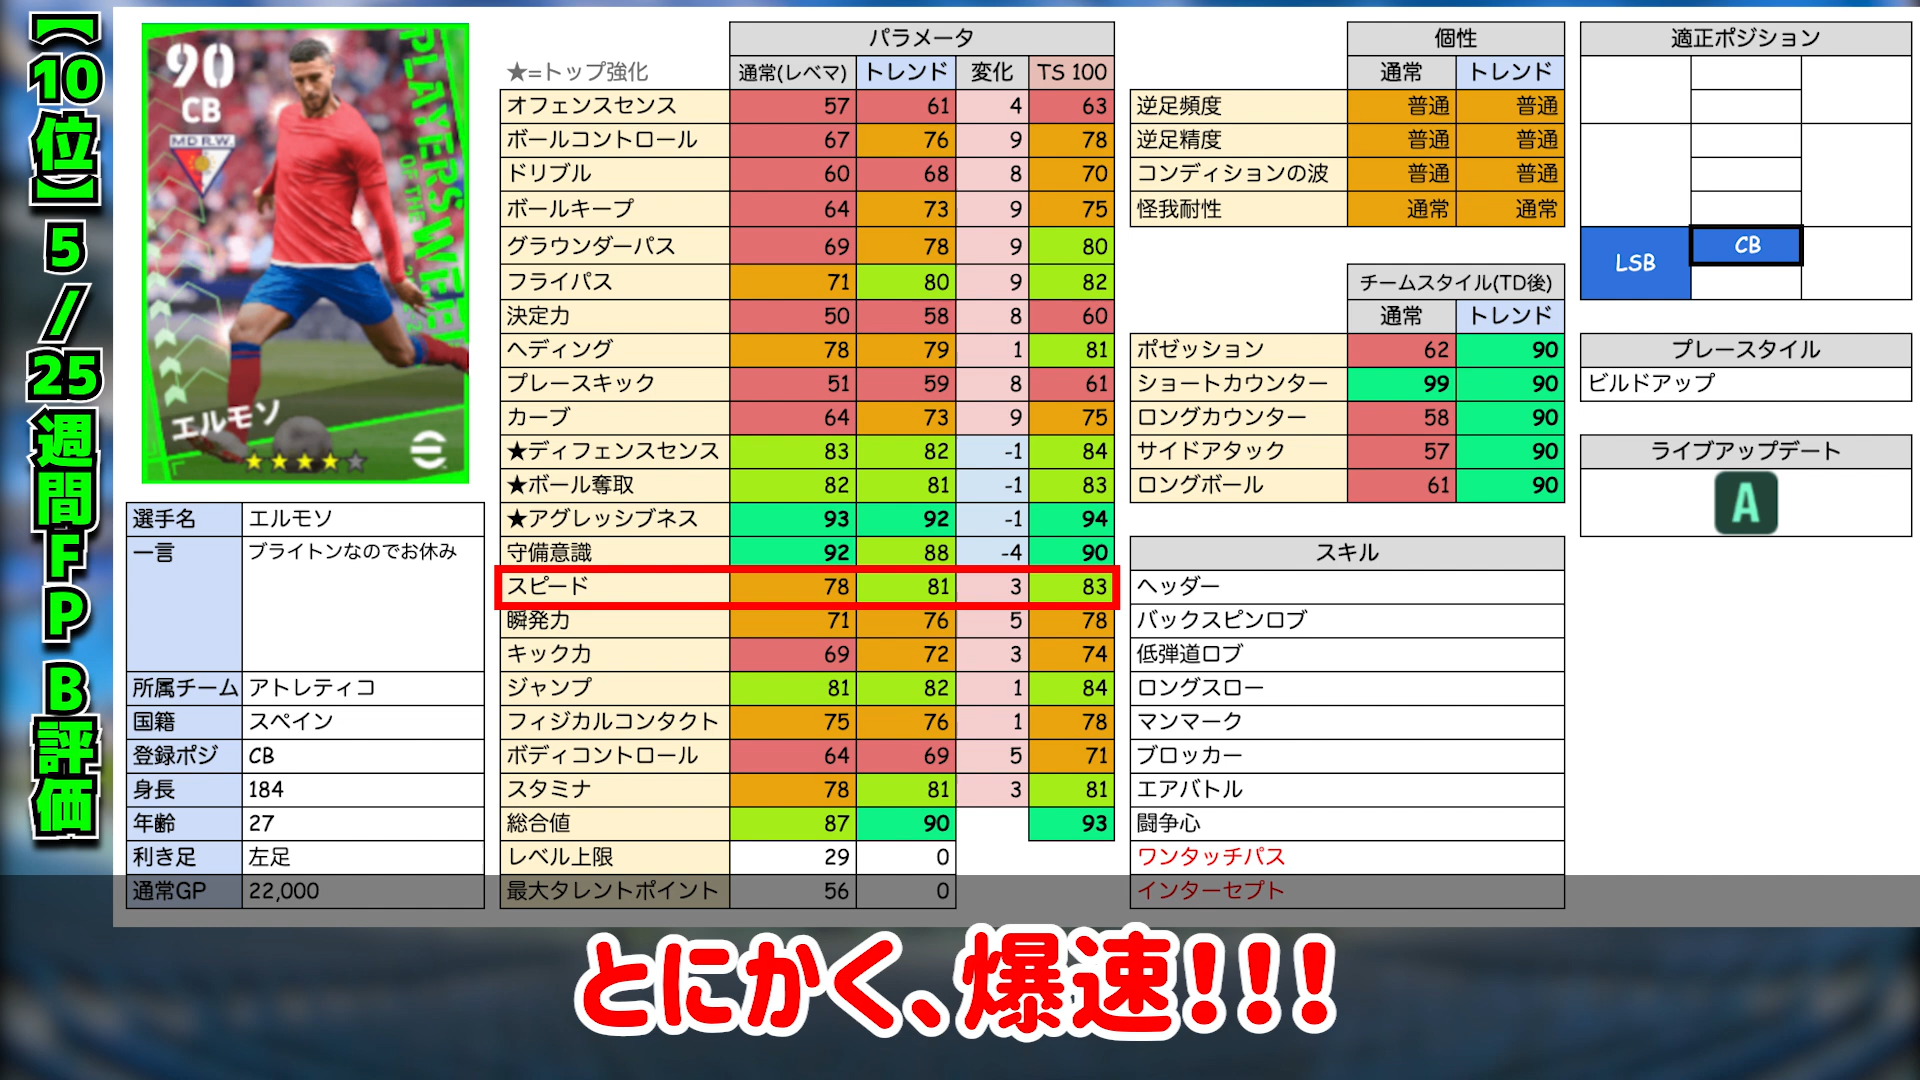 【10位】5/25週間FP B評価
90
CB
MD R.W.
PLAYERS
OF THE WEEK
エルモソ
選手名 エルモソ
一言 ブライトンなのでお休み
所属チーム アトレティコ
国籍 スペイン
登録ポジ CB
身長 184
年齢 27
利き足 左足
通常GP 22,000
パラメータ
★=トップ強化 通常(レベマ) トレンド 変化 TS 100
オフェンスセンス 57 61 4 63
ボールコントロール 67 76 9 78
ドリブル 60 68 8 70
ボールキープ 64 73 9 75
グラウンダーパス 69 78 9 80
フライパス 71 80 9 82
決定力 50 58 8 60
ヘディング 78 79 1 81
プレースキック 51 59 8 61
カーブ 64 73 9 75
★ディフェンスセンス 83 82 -1 84
★ボール奪取 82 81 -1 83
★アグレッシブネス 93 92 -1 94
守備意識 92 88 -4 90
スピード 78 81 3 83
瞬発力 71 76 5 78
キック力 69 72 3 74
ジャンプ 81 82 1 84
フィジカルコンタクト 75 76 1 78
ボディコントロール 64 69 5 71
スタミナ 78 81 3 81
総合値 87 90 93
レベル上限 29 0
最大タレントポイント 56 0
個性
通常 トレンド
逆足頻度 普通 普通
逆足精度 普通 普通
コンディションの波 普通 普通
怪我耐性 通常 通常
チームスタイル(TD後)
通常 トレンド
ポゼッション 62 90
ショートカウンター 99 90
ロングカウンター 58 90
サイドアタック 57 90
ロングボール 61 90
スキル
ヘッダー
バックスピンロブ
低弾道ロブ
ロングスロー
マンマーク
ブロッカー
エアバトル
闘争心
ワンタッチパス
インターセプト
適正ポジション
LSB
CB
プレースタイル
ビルドアップ
ライブアップデート
A
とにかく、爆速!!!